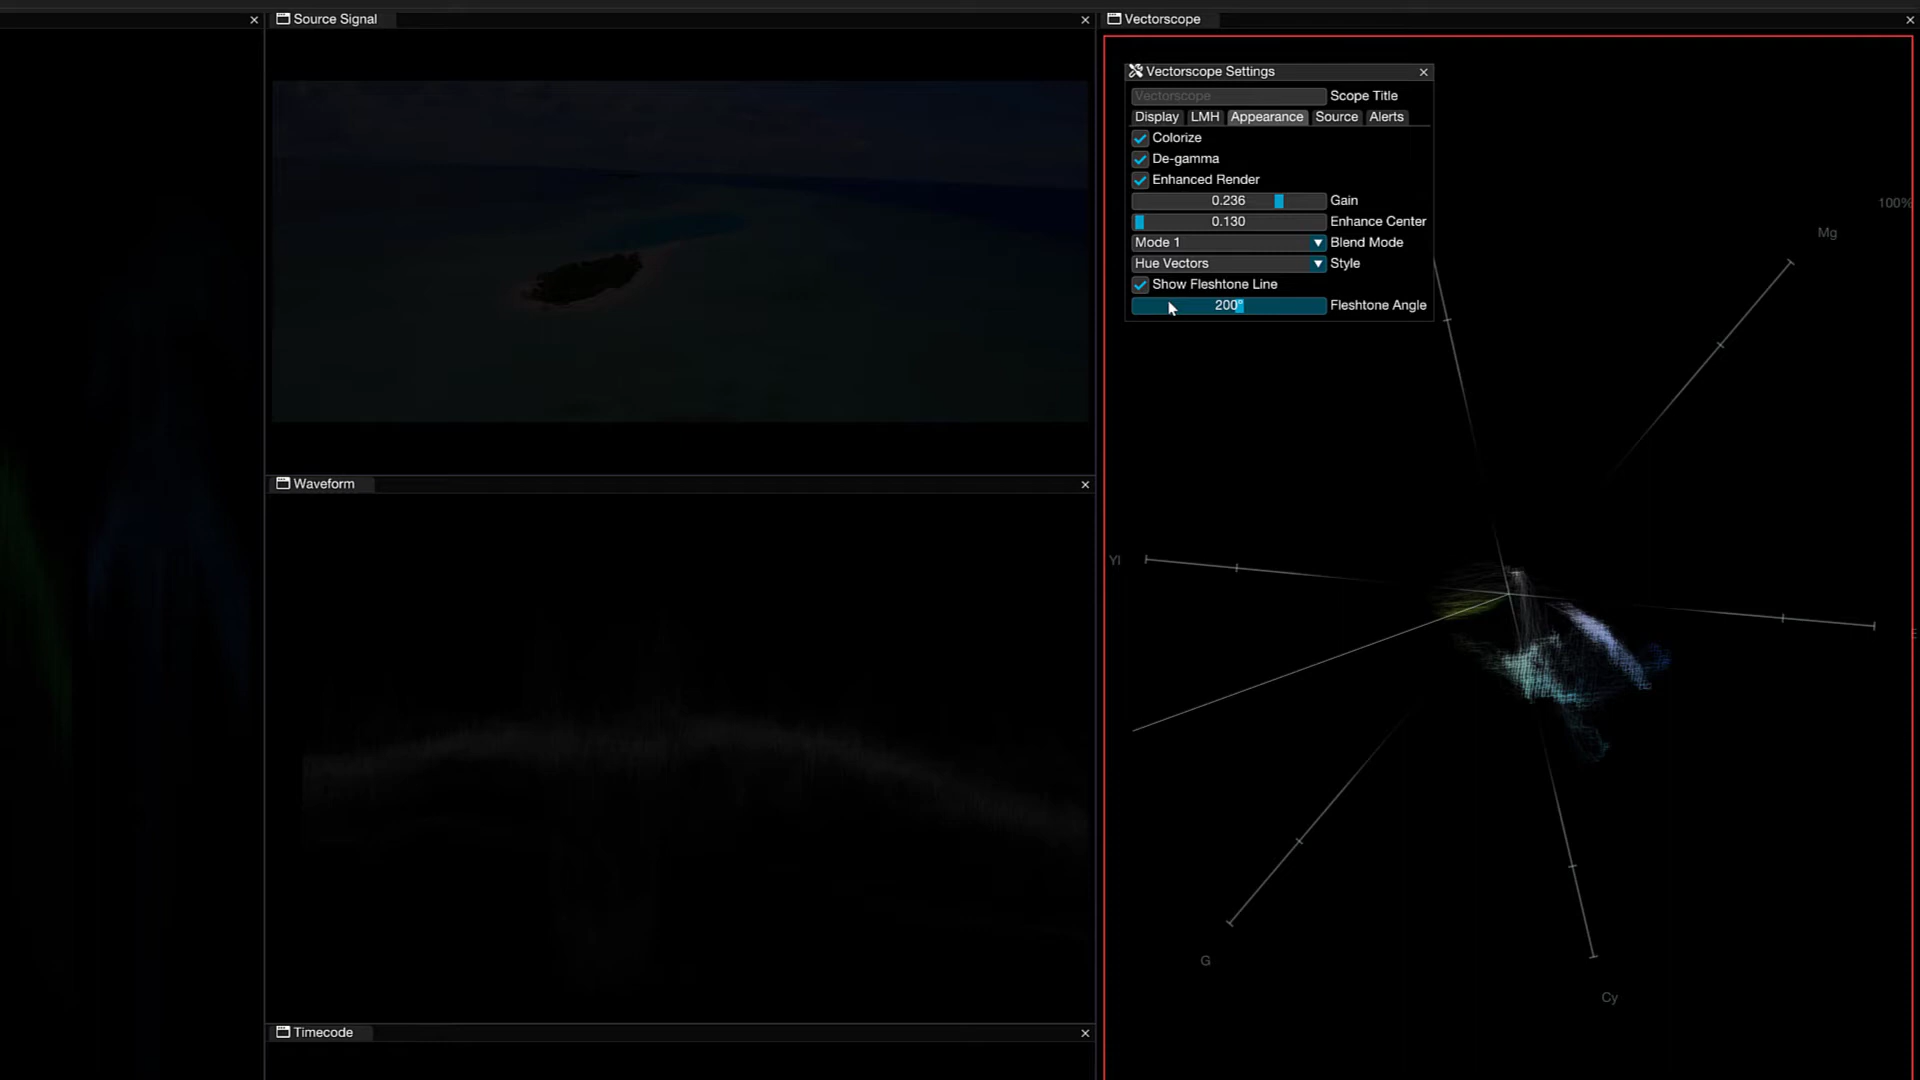 Source Signal
Vectorscope
Vectorscope Settings
Vectorscope Scope Title
Display LMH Appearance Source Alerts
Colorize
De-gamma
Enhanced Render
0.236 Gain
0.130 Enhance Center
Mode 1 Blend Mode
Hue Vectors Style
Show Fleshtone Line
200° Fleshtone Angle
100%
Mg
Waveform
Yl
G
Cy
Timecode